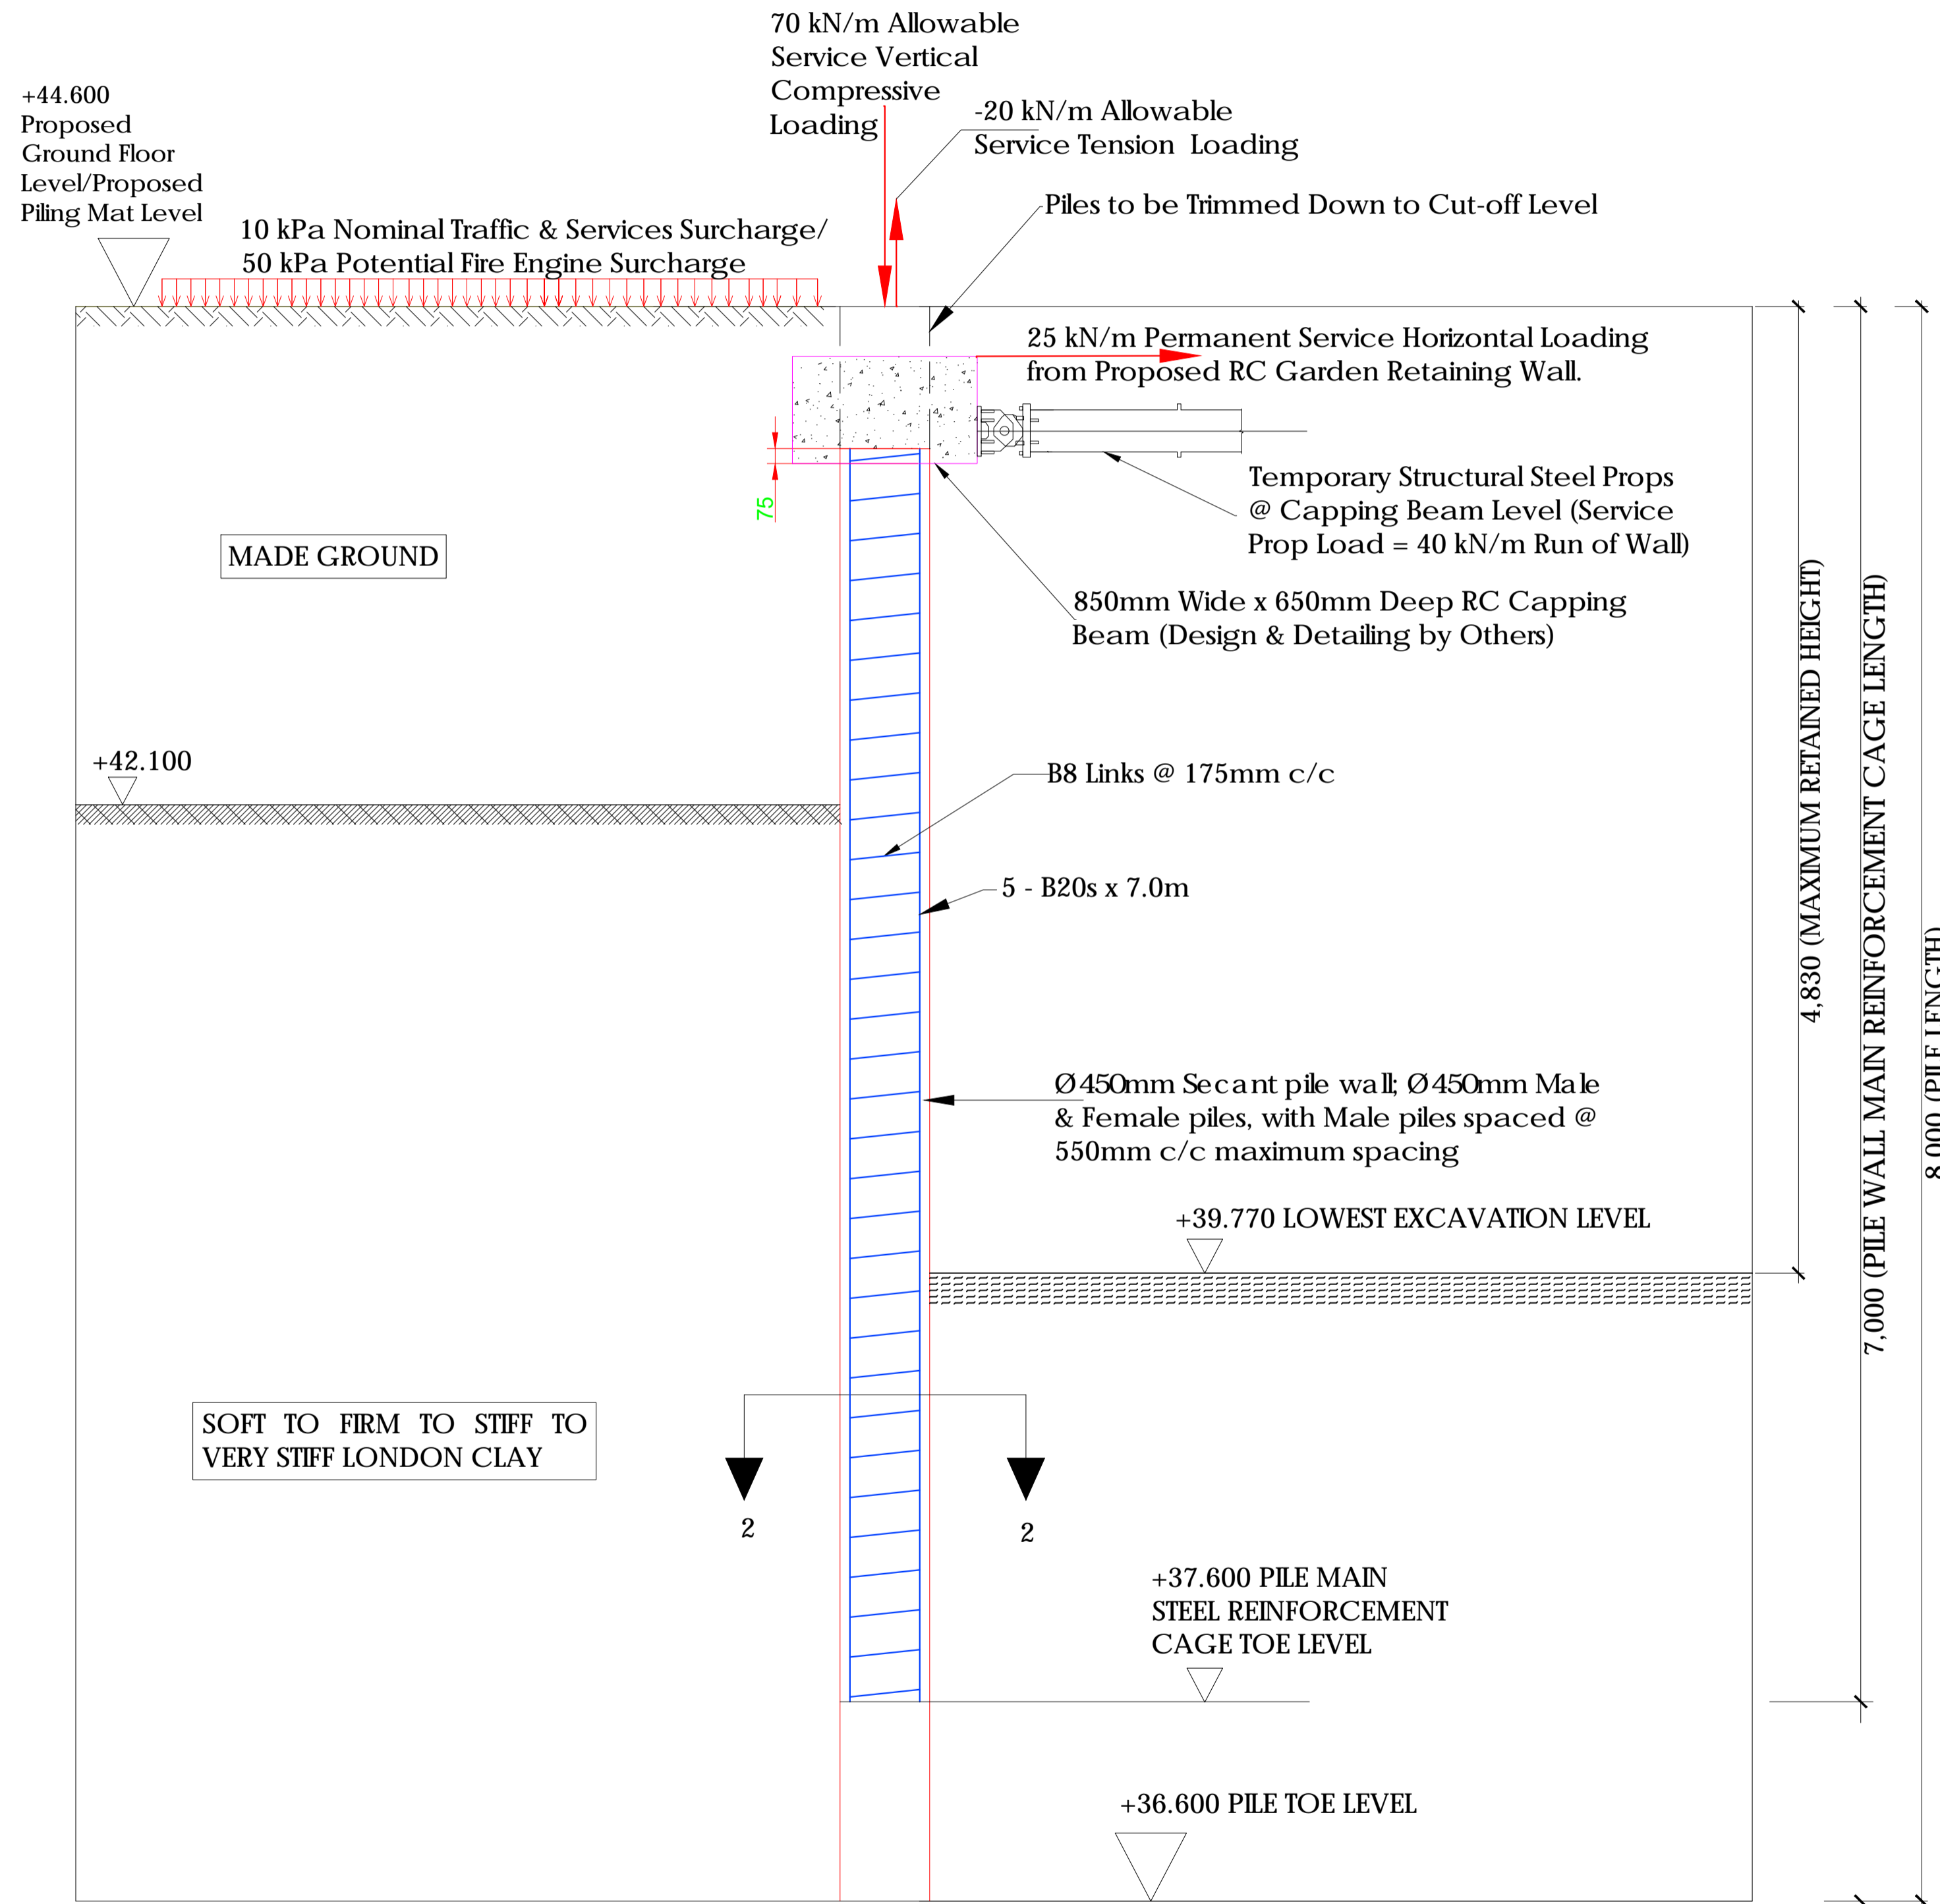 70 kN/m Allowable
Service Vertical
Compressive
Loading
-20 kN/m Allowable
Service Tension Loading
+44.600
Proposed
Ground Floor
Level/Proposed
Piling Mat Level
Piles to be Trimmed Down to Cut-off Level
10 kPa Nominal Traffic & Services Surcharge/
50 kPa Potential Fire Engine Surcharge
25 kN/m Permanent Service Horizontal Loading
from Proposed RC Garden Retaining Wall.
75
Temporary Structural Steel Props
@ Capping Beam Level (Service
Prop Load = 40 kN/m Run of Wall)
MADE GROUND
850mm Wide x 650mm Deep RC Capping
Beam (Design & Detailing by Others)
+42.100
B8 Links @ 175mm c/c
5 - B20s x 7.0m
Ø450mm Secant pile wall; Ø450mm Male
& Female piles, with Male piles spaced @
550mm c/c maximum spacing
+39.770 LOWEST EXCAVATION LEVEL
SOFT TO FIRM TO STIFF TO
VERY STIFF LONDON CLAY
2
2
+37.600 PILE MAIN
STEEL REINFORCEMENT
CAGE TOE LEVEL
+36.600 PILE TOE LEVEL
4,830 (MAXIMUM RETAINED HEIGHT)
7,000 (PILE WALL MAIN REINFORCEMENT CAGE LENGTH)
8,000 (PILE LENGTH)